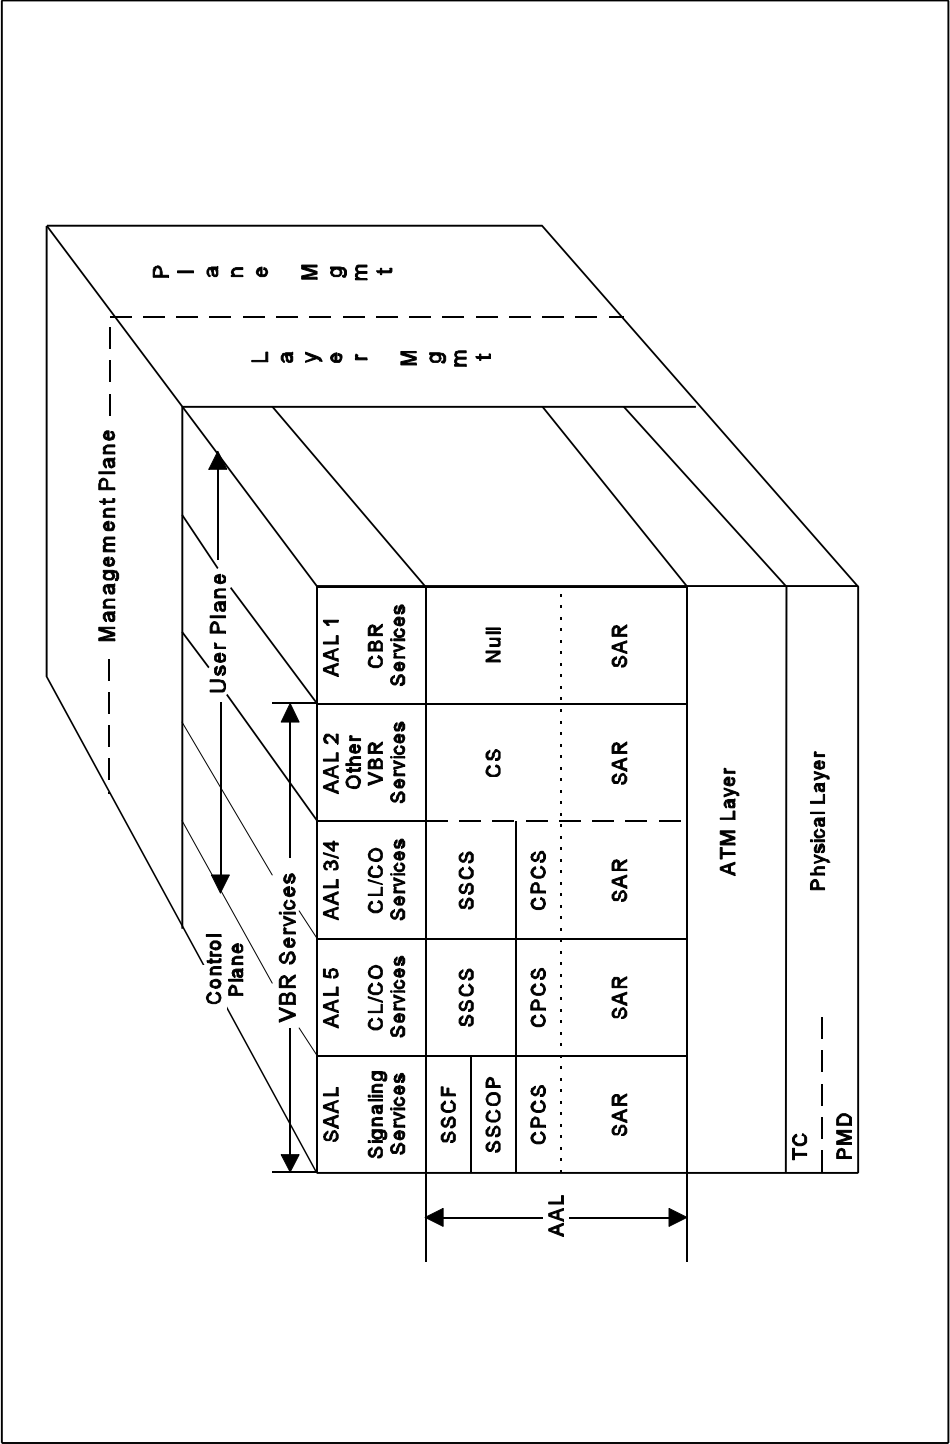 Management Plane
Plane Mgmt
Layer Mgmt
User Plane
Control
Plane
VBR Services
SAAL
Signaling
Services
AAL 5
CL/CO
Services
AAL 3/4
CL/CO
Services
AAL 2
Other
VBR
Services
AAL 1
CBR
Services
SSCF
SSCOP
CPCS
SAR
SSCS
CPCS
SAR
SSCS
CPCS
SAR
CS
SAR
Null
SAR
AAL
ATM Layer
TC
PMD
Physical Layer